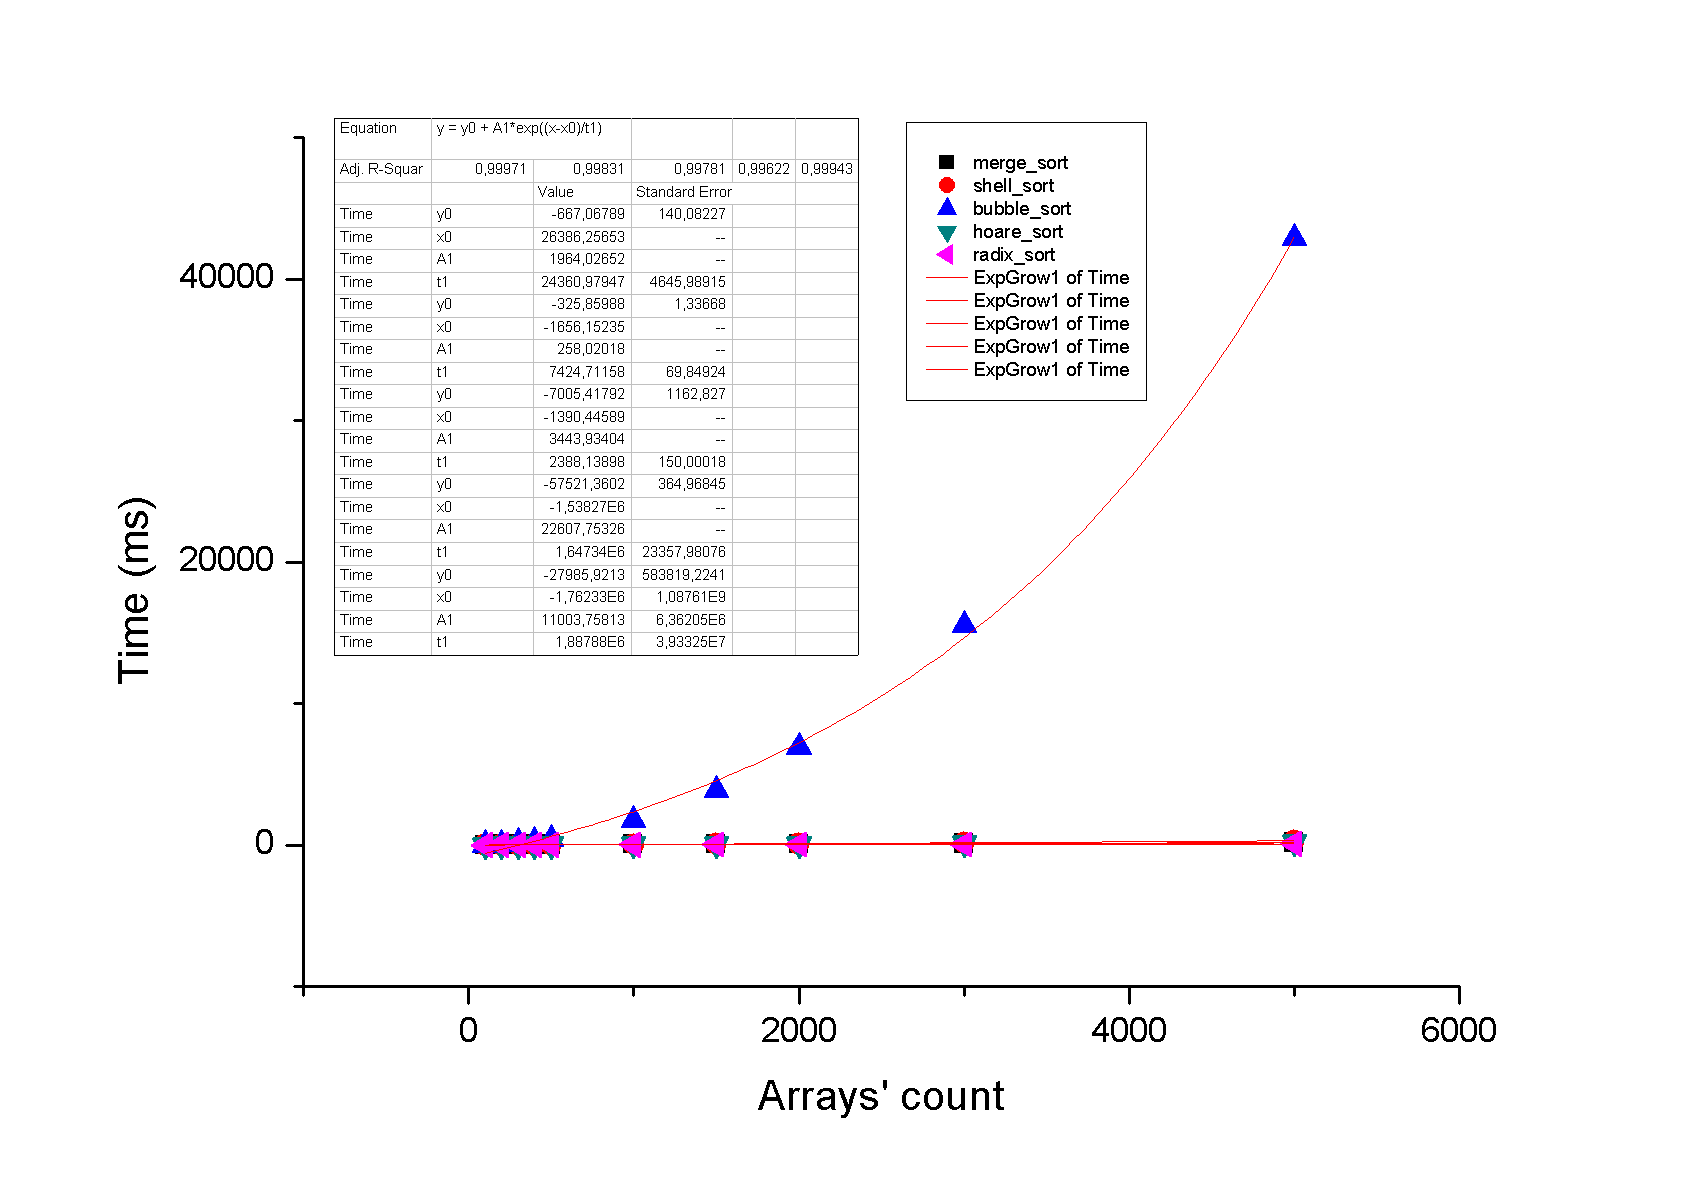 Equation y = y0 + A1*exp((x-x0)/t1)
Adj. R-Squar 0,99971 0,99831 0,99781 0,99622 0,99943
Value Standard Error
Time y0 -667,06789 140,08227
Time x0 26386,25653 --
Time A1 1964,02652 --
Time t1 24360,97947 4645,98915
Time y0 -325,85988 1,33668
Time x0 -1656,15235 --
Time A1 258,02018 --
Time t1 7424,71158 69,84924
Time y0 -7005,41792 1162,827
Time x0 -1390,44589 --
Time A1 3443,93404 --
Time t1 2388,13898 150,00018
Time y0 -57521,3602 364,96845
Time x0 -1,53827E6 --
Time A1 22607,75326 --
Time t1 1,64734E6 23357,98076
Time y0 -27985,9213 583819,2241
Time x0 -1,76233E6 1,08761E9
Time A1 11003,75813 6,36205E6
Time t1 1,88788E6 3,93325E7
merge_sort
shell_sort
bubble_sort
hoare_sort
radix_sort
ExpGrow1 of Time
ExpGrow1 of Time
ExpGrow1 of Time
ExpGrow1 of Time
ExpGrow1 of Time
40000
20000
0
Time (ms)
0 2000 4000 6000
Arrays' count